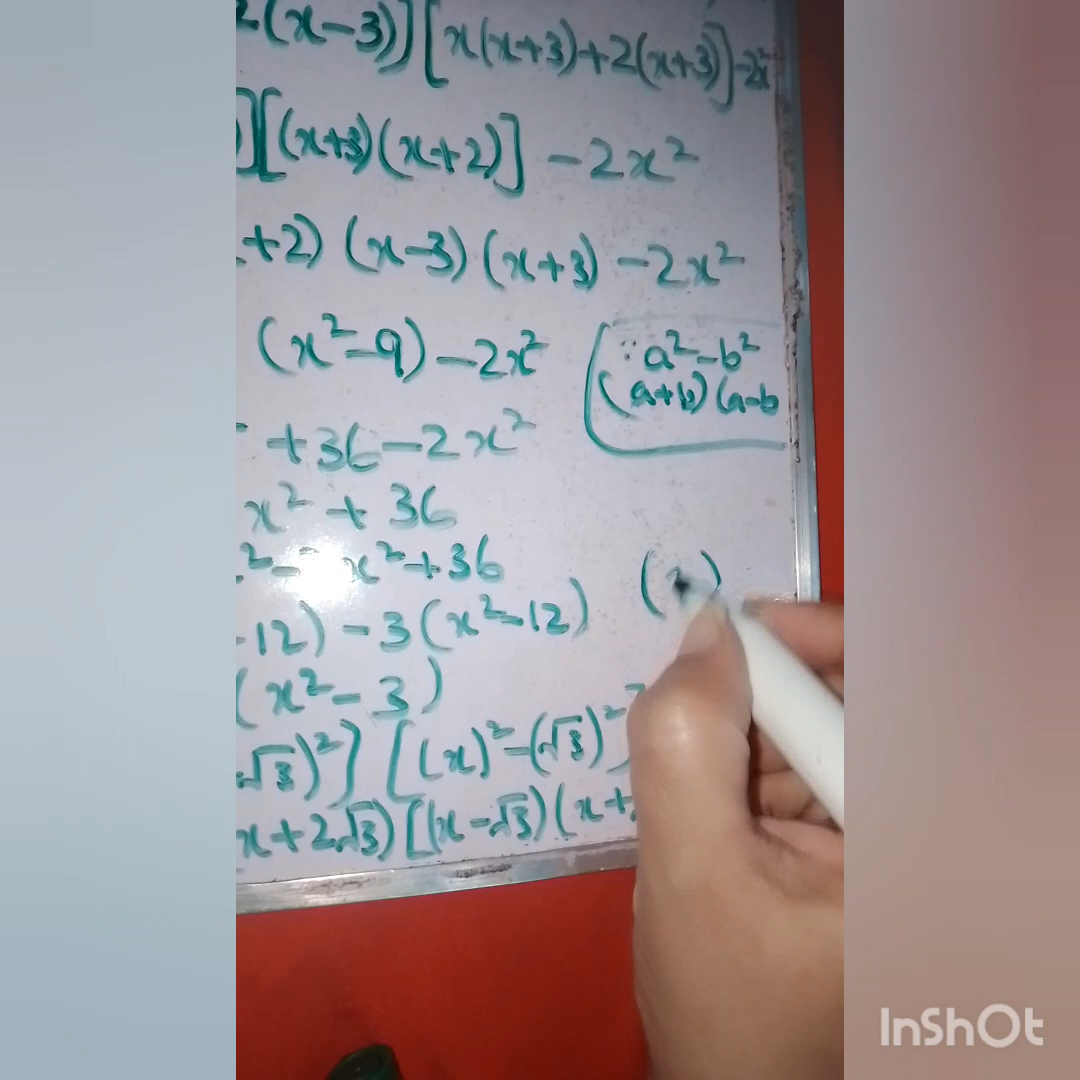 2(x-3)][x(x+3)+2(x+3)]-2x²
)][(x+3)(x+2)] -2x²
+2) (x-3) (x+3) -2x²
(x²-9) -2x²
∵ a²-b²
(a+b)(a-b
+36-2x²
x² + 36
x²+36
12) -3(x²-12)
(x²-3)
√3)²] [(x)²-(√3)²]
x+2√3)[(x-√3)(x+
InShOt